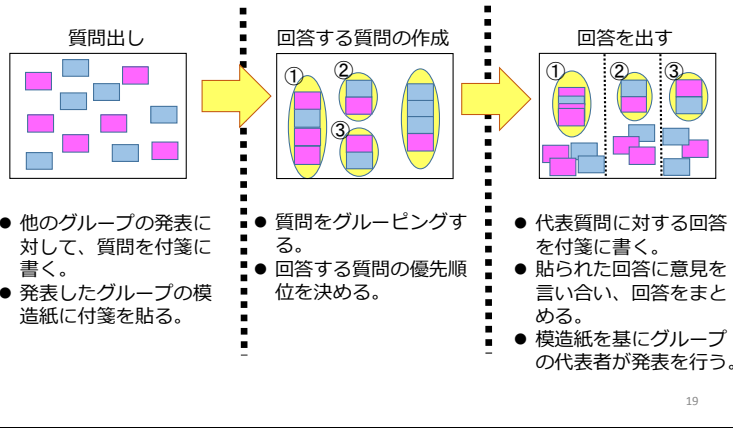 質問出し
他のグループの発表に
対して、質問を付箋に
書く。
発表したグループの模
造紙に付箋を貼る。
回答する質問の作成
①
②
③
質問をグルーピングす
る。
回答する質問の優先順
位を決める。
回答を出す
①
②
③
代表質問に対する回答
を付箋に書く。
貼られた回答に意見を
言い合い、回答をまと
める。
模造紙を基にグループ
の代表者が発表を行う。
19